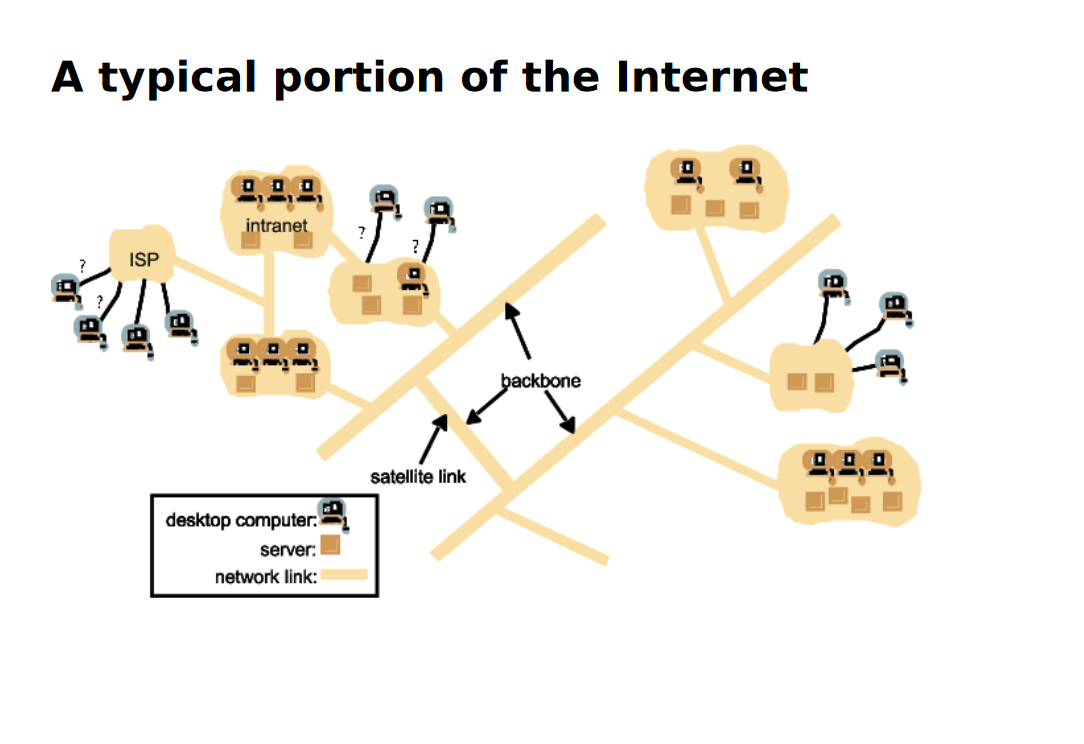 A typical portion of the Internet
intranet
?
?
ISP
?
?
backbone
satellite link
desktop computer:
server:
network link: